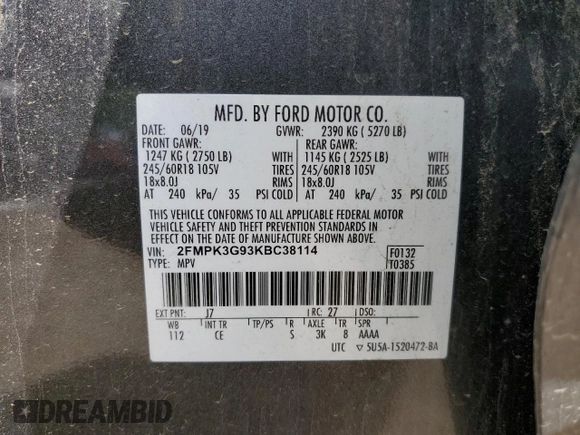 MFD. BY FORD MOTOR CO.
DATE: 06/19 GVWR: 2390 KG ( 5270 LB)
FRONT GAWR: REAR GAWR:
1247 KG ( 2750 LB) WITH 1145 KG ( 2525 LB) WITH
245/60R18 105V TIRES 245/60R18 105V TIRES
18x8.0J RIMS 18x8.0J RIMS
AT 240 kPa/ 35 PSI COLD AT 240 kPa/ 35 PSI COLD
THIS VEHICLE CONFORMS TO ALL APPLICABLE FEDERAL MOTOR
VEHICLE SAFETY AND THEFT PREVENTION STANDARDS IN
EFFECT ON THE DATE OF MANUFACTURE SHOWN ABOVE.
VIN: 2FMPK3G93KBC38114 F0132
TYPE: MPV T0385
EXT PNT: J7 RC: 27 DSO:
WB INT TR TP/PS R AXLE TR SPR
112 CE S 3K 8 AAAA
UTC 5U5A-1520472-BA
DREAMBID